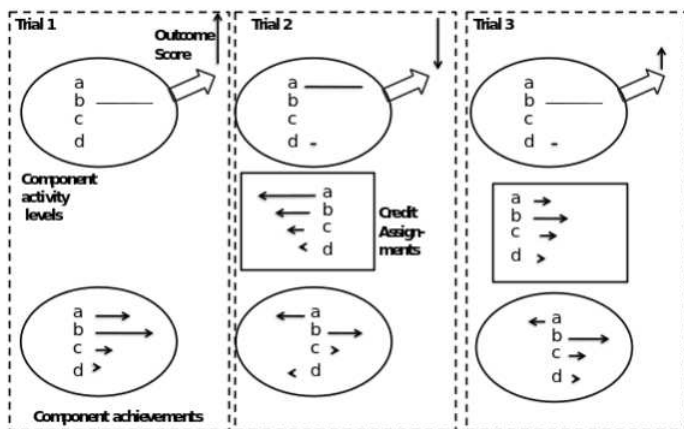 Trial 1
Outcome
Score
a
b
c
d
Component
activity
levels
a
b
c
d
Component achievements
Trial 2
a
b
c
d
a
b
c
d
Credit
Assign-
ments
a
b
c
d
Trial 3
a
b
c
d
a
b
c
d
a
b
c
d